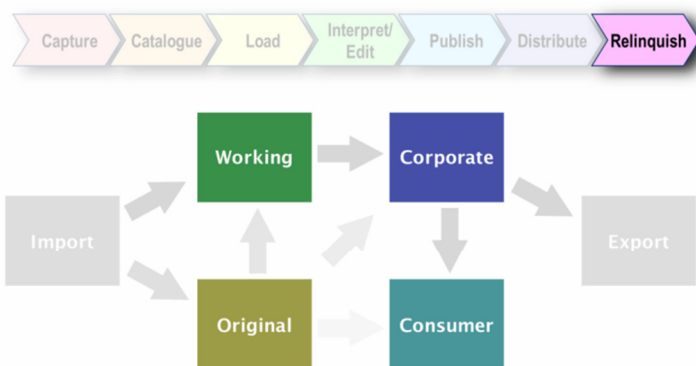 Capture
Catalogue
Load
Interpret/
Edit
Publish
Distribute
Relinquish
Working
Corporate
Import
Export
Original
Consumer